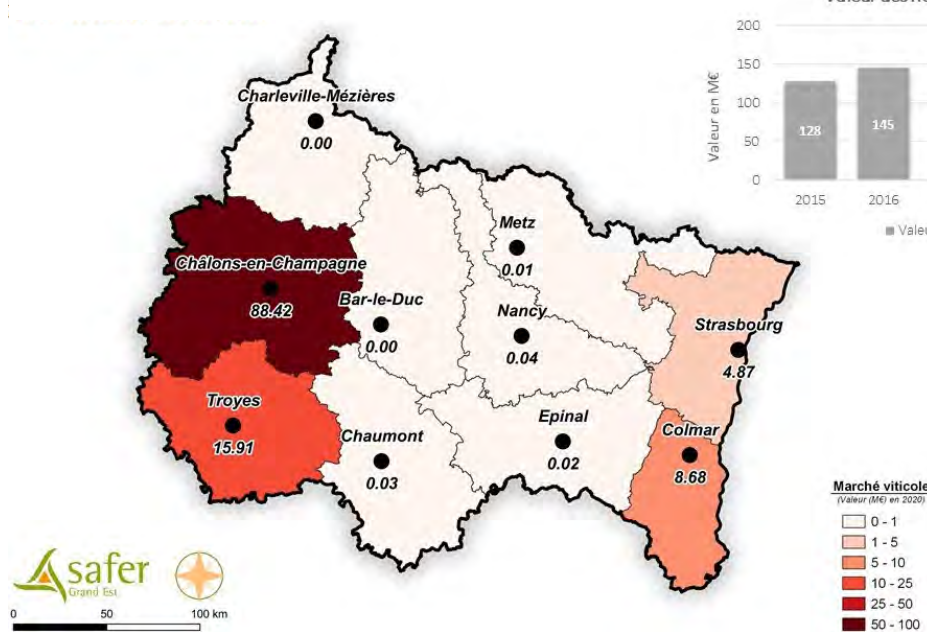 200
150
100
50
0
Valeur en M€
128
145
2015
2016
Charleville-Mézières
0.00
Châlons-en-Champagne
88.42
Bar-le-Duc
0.00
Metz
0.01
Nancy
0.04
Strasbourg
4.87
Troyes
15.91
Chaumont
0.03
Epinal
0.02
Colmar
8.68
Marché viticole
(Valeur (M€) en 2020)
0 - 1
1 - 5
5 - 10
10 - 25
25 - 50
50 - 100
safer
Grand Est
0 50 100 km